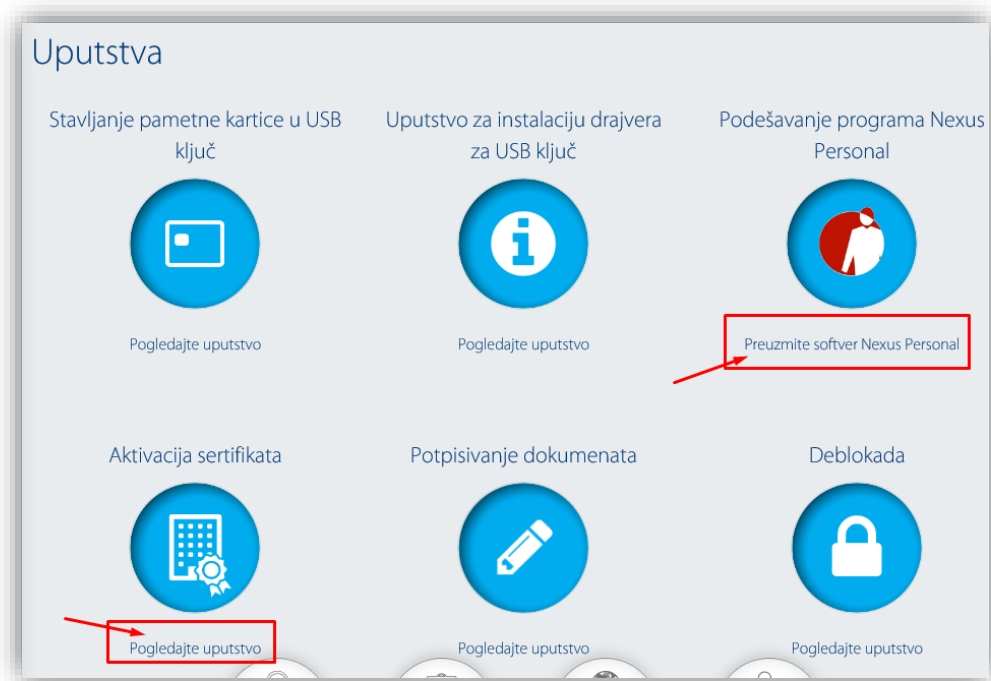 Uputstva
Stavljanje pametne kartice u USB
ključ
Pogledajte uputstvo
Uputstvo za instalaciju drajvera
za USB ključ
Pogledajte uputstvo
Podešavanje programa Nexus
Personal
Preuzmite softver Nexus Personal
Aktivacija sertifikata
Pogledajte uputstvo
Potpisivanje dokumenata
Pogledajte uputstvo
Deblokada
Pogledajte uputstvo